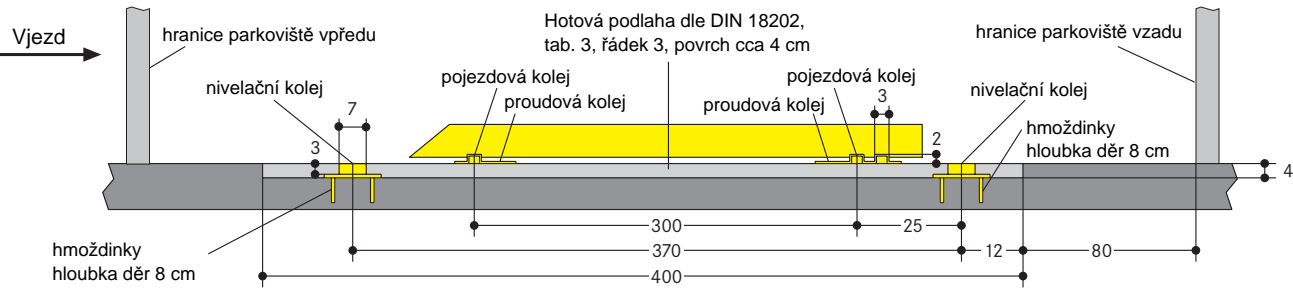 Vjezd
hranice parkoviště vpředu
Hotová podlaha dle DIN 18202,
tab. 3, řádek 3, povrch cca 4 cm
hranice parkoviště vzadu
nivelační kolej
7
pojezdová kolej
proudová kolej
pojezdová kolej
proudová kolej
3
nivelační kolej
hmoždinky
hloubka děr 8 cm
3
2
4
300
25
370
12
80
400
hmoždinky
hloubka děr 8 cm